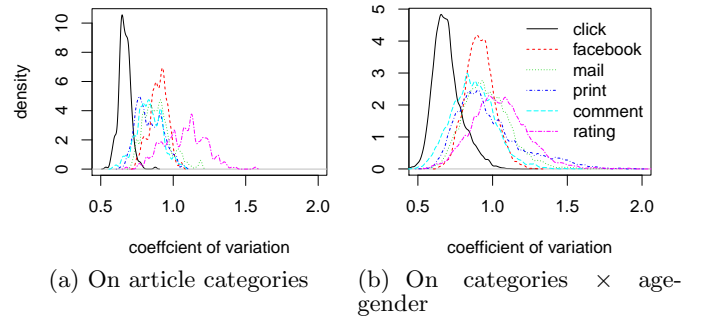 density
0 2 4 6 8 10
0.5 1.0 1.5 2.0
coeffcient of variation
(a) On article categories
0 1 2 3 4 5
click
facebook
mail
print
comment
rating
0.5 1.0 1.5 2.0
coeffcient of variation
(b) On categories × age-
gender